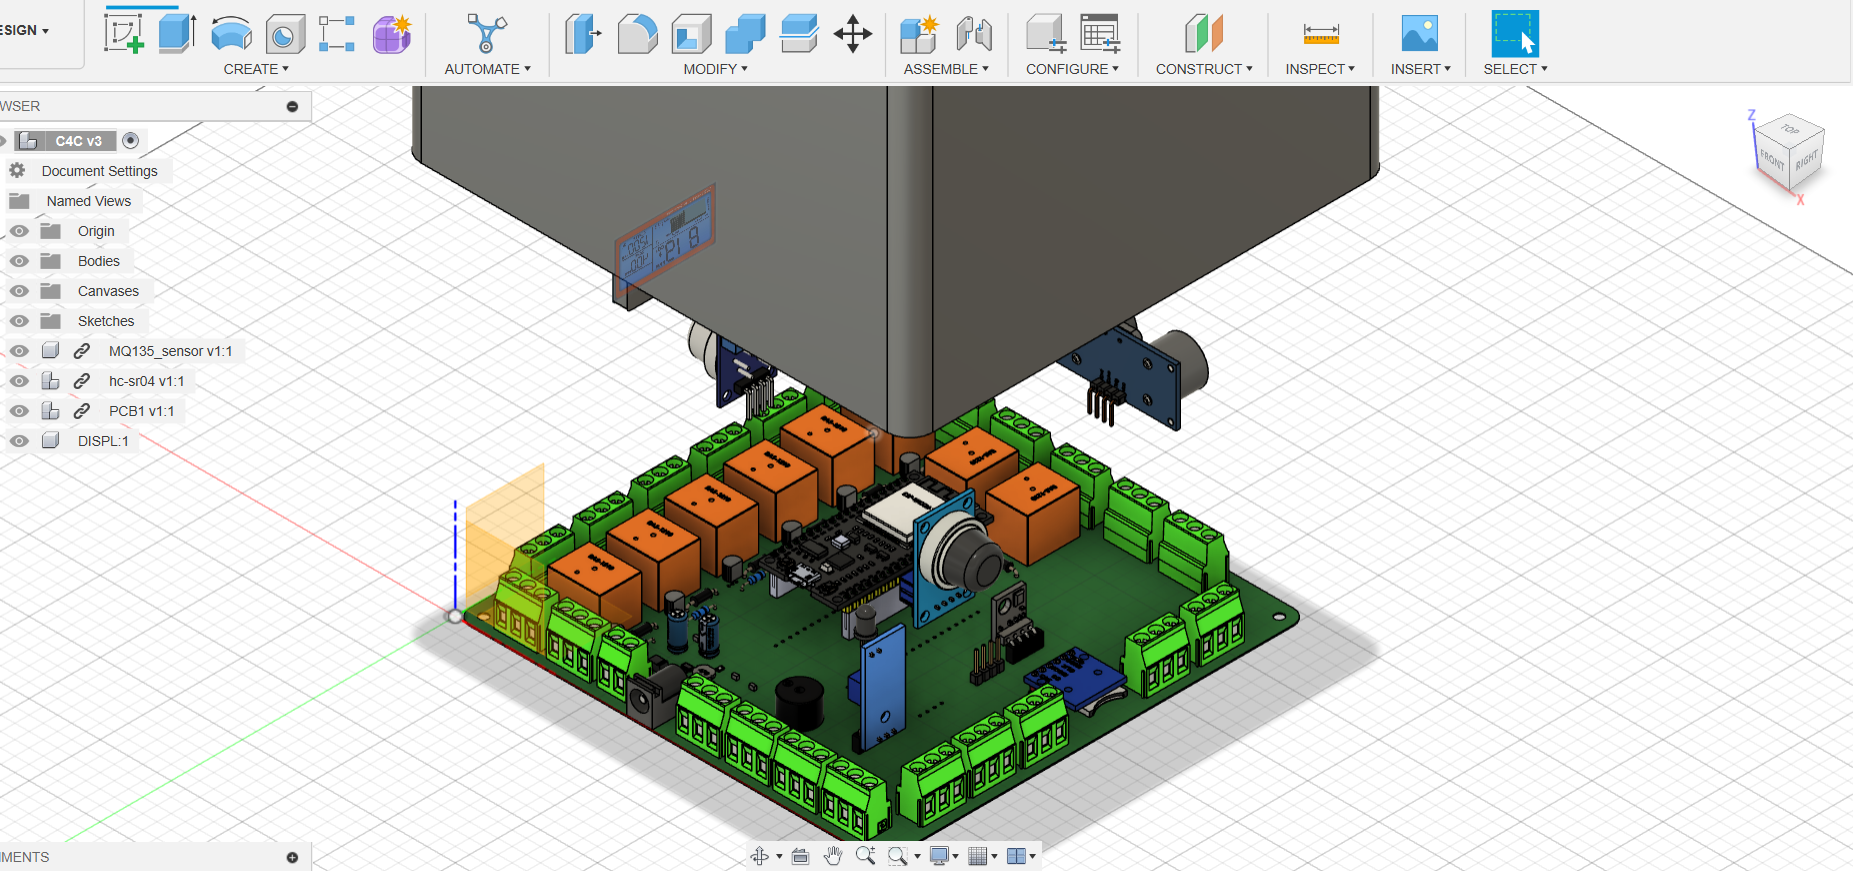 ESIGN
CREATE
AUTOMATE
MODIFY
ASSEMBLE
CONFIGURE
CONSTRUCT
INSPECT
INSERT
SELECT
WSER
C4C v3
Document Settings
Named Views
Origin
Bodies
Canvases
Sketches
MQ135_sensor v1:1
hc-sr04 v1:1
PCB1 v1:1
DISPL:1
Z
TOP
FRONT
RIGHT
X
MENTS